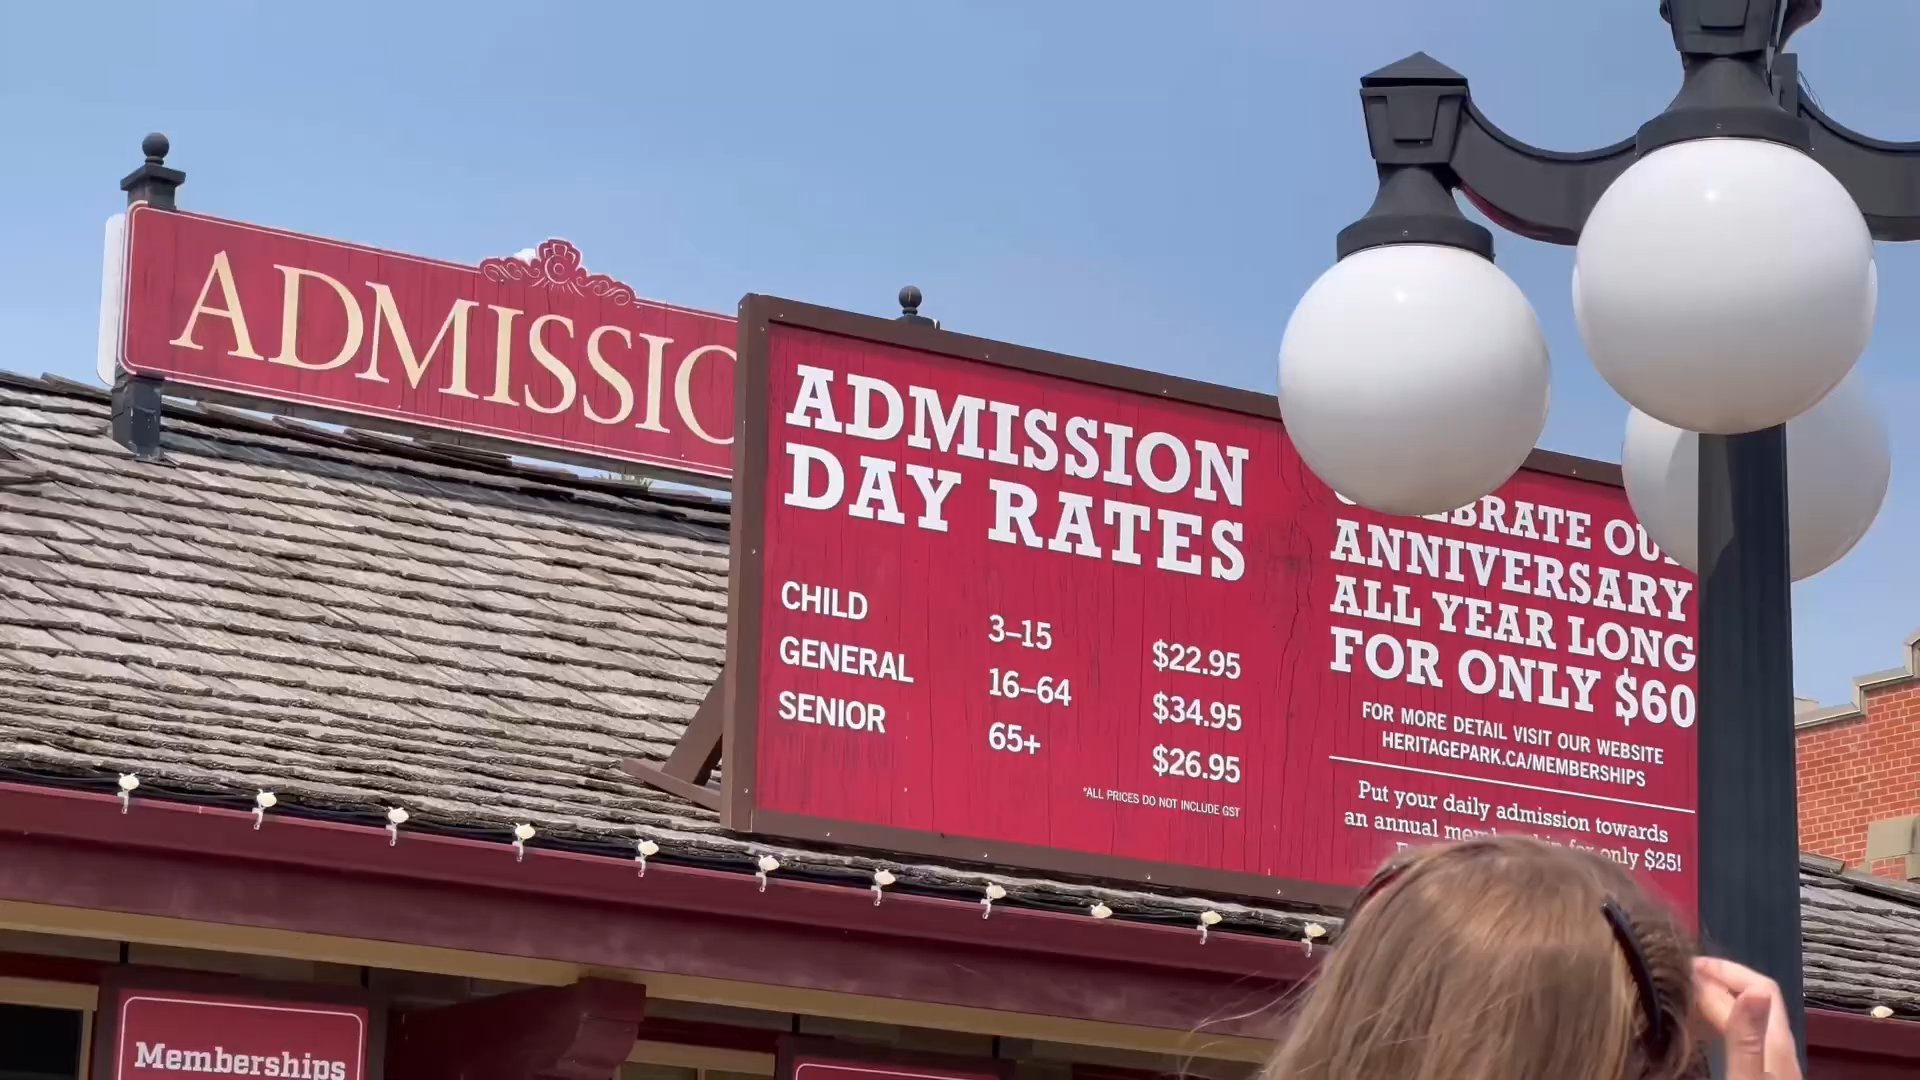 ADMISSIO
ADMISSION
DAY RATES
CHILD 3–15 $22.95
GENERAL 16–64 $34.95
SENIOR 65+ $26.95
*ALL PRICES DO NOT INCLUDE GST
ANNIVERSARY
ALL YEAR LONG
FOR ONLY $60
FOR MORE DETAIL VISIT OUR WEBSITE
HERITAGEPARK.CA/MEMBERSHIPS
Put your daily admission towards
an annual
only $25!
Memberships